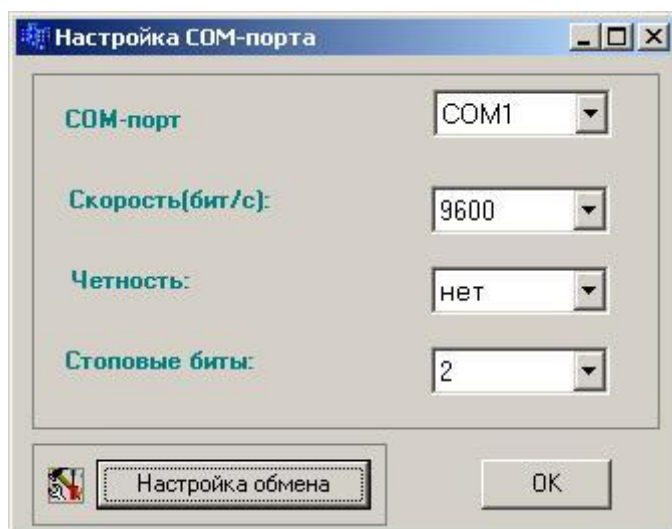 Настройка COM-порта
COM-порт
COM1
Скорость(бит/с):
9600
Четность:
нет
Стоповые биты:
2
Настройка обмена
OK